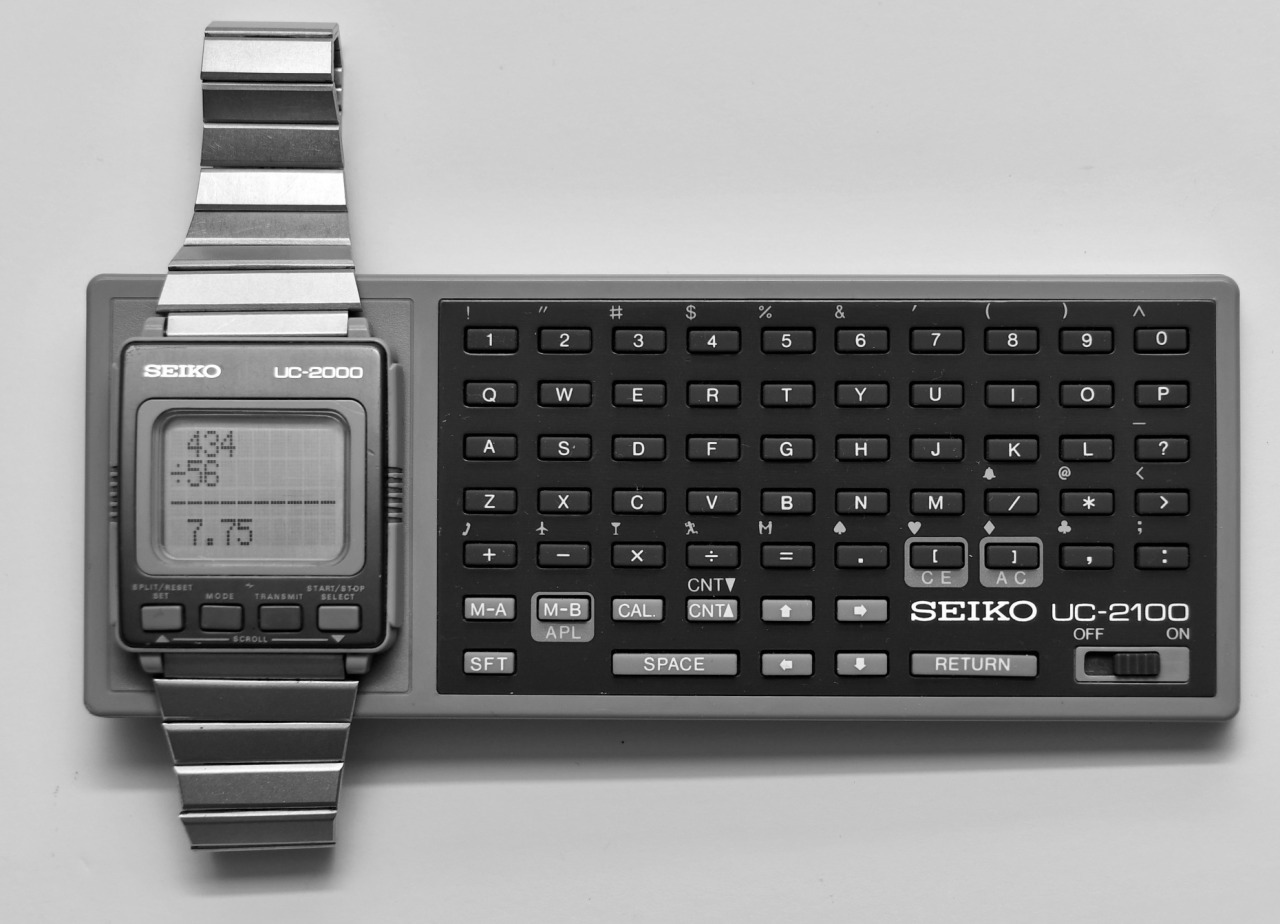 SEIKO UC-2000
434
÷56
7.75
SPLIT/RESET START/STOP
SET MODE TRANSMIT SELECT
▲ SCROLL ▼
! " # $ % & ' ( ) ^
1 2 3 4 5 6 7 8 9 0
Q W E R T Y U I O P
_
A S D F G H J K L ?
🔔 @ <
Z X C V B N M / * >
♠ ♥ ♦ ♣ ;
+ − × ÷ = . [ ] , :
CE AC
CNT▼
M-A M-B CAL. CNT▲ ⬆ ➡ SEIKO UC-2100
APL OFF ON
SFT SPACE ⬅ ⬇ RETURN